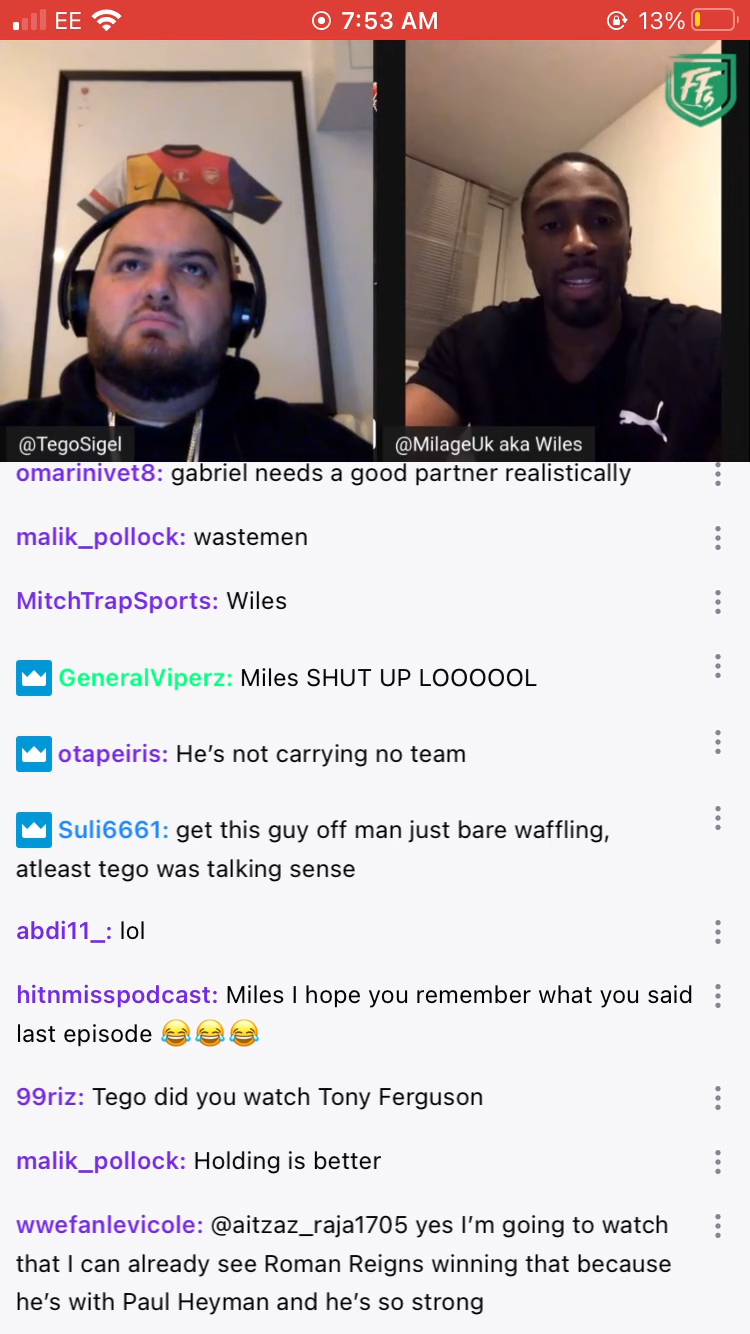 EE 7:53 AM 13%
FFs
@TegoSigel
@MilageUk aka Wiles
omarinivet8: gabriel needs a good partner realistically
malik_pollock: wastemen
MitchTrapSports: Wiles
GeneralViperz: Miles SHUT UP LOOOOOL
otapeiris: He’s not carrying no team
Suli6661: get this guy off man just bare waffling,
atleast tego was talking sense
abdi11_: lol
hitnmisspodcast: Miles I hope you remember what you said
last episode 😂😂😂
99riz: Tego did you watch Tony Ferguson
malik_pollock: Holding is better
wwefanlevicole: @aitzaz_raja1705 yes I’m going to watch
that I can already see Roman Reigns winning that because
he’s with Paul Heyman and he’s so strong